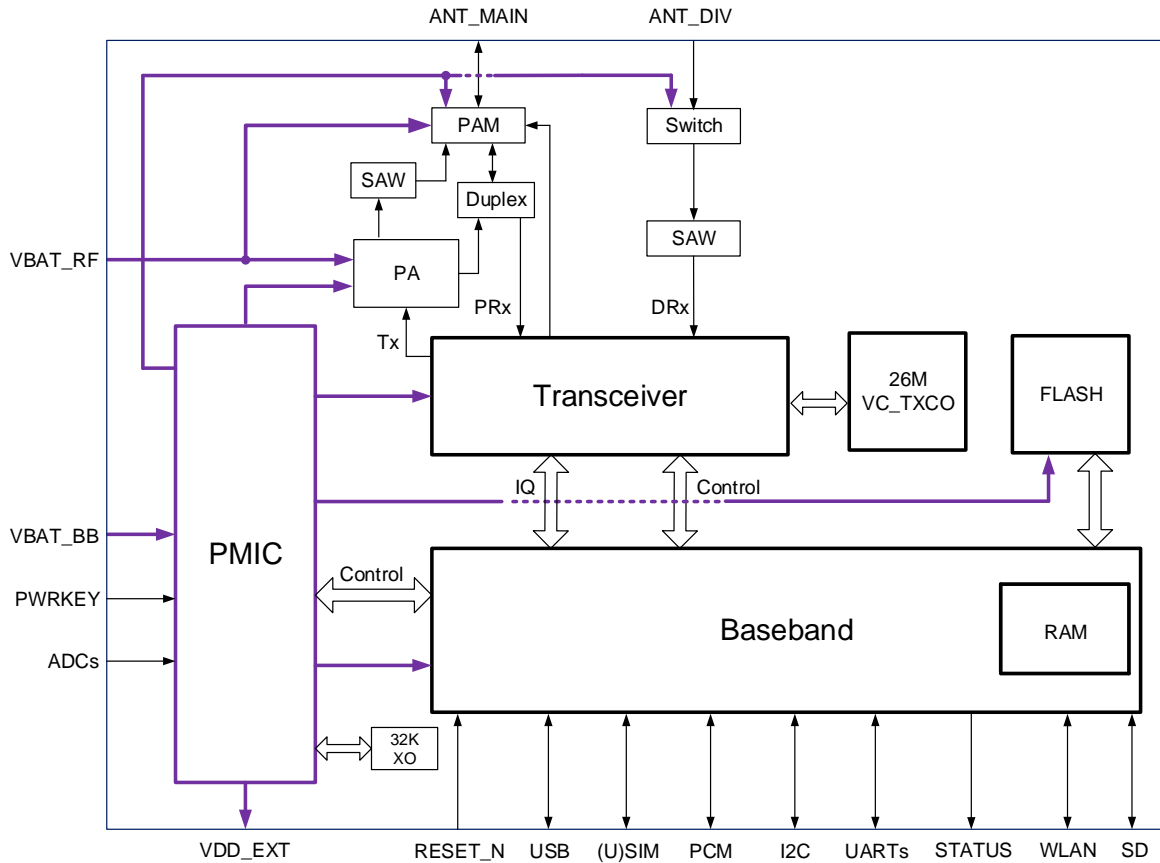 ANT_MAIN
ANT_DIV
PAM
Switch
SAW
Duplex
SAW
VBAT_RF
PA
PRx
DRx
Tx
Transceiver
26M
VC_TXCO
FLASH
IQ
Control
VBAT_BB
PMIC
Control
PWRKEY
Baseband
RAM
ADCs
32K
XO
VDD_EXT
RESET_N
USB
(U)SIM
PCM
I2C
UARTs
STATUS
WLAN
SD